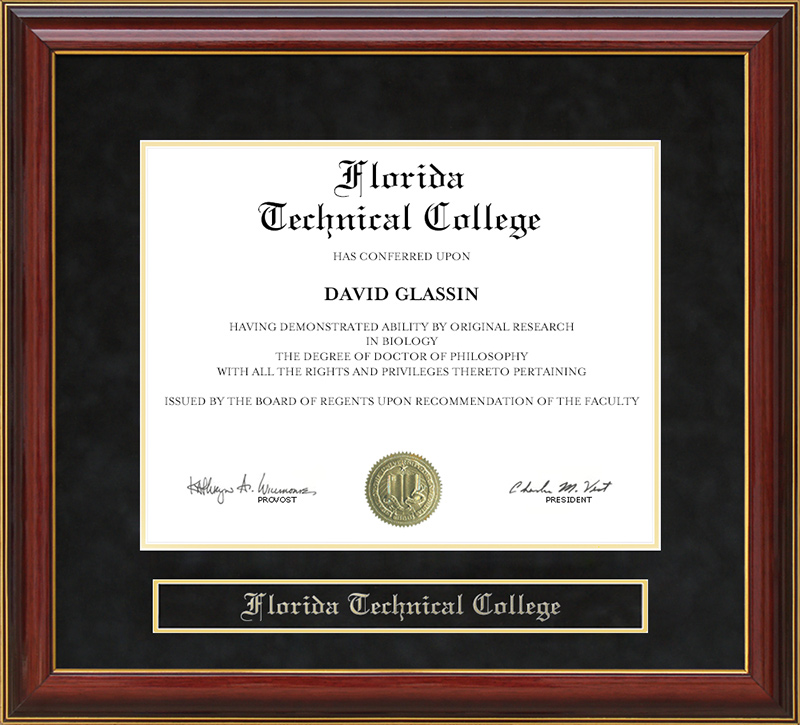 Florida
Technical College
HAS CONFERRED UPON
DAVID GLASSIN
HAVING DEMONSTRATED ABILITY BY ORIGINAL RESEARCH
IN BIOLOGY
THE DEGREE OF DOCTOR OF PHILOSOPHY
WITH ALL THE RIGHTS AND PRIVILEGES THERETO PERTAINING
ISSUED BY THE BOARD OF REGENTS UPON RECOMMENDATION OF THE FACULTY
Charles M. Vest
PROVOST
PRESIDENT
Florida Technical College